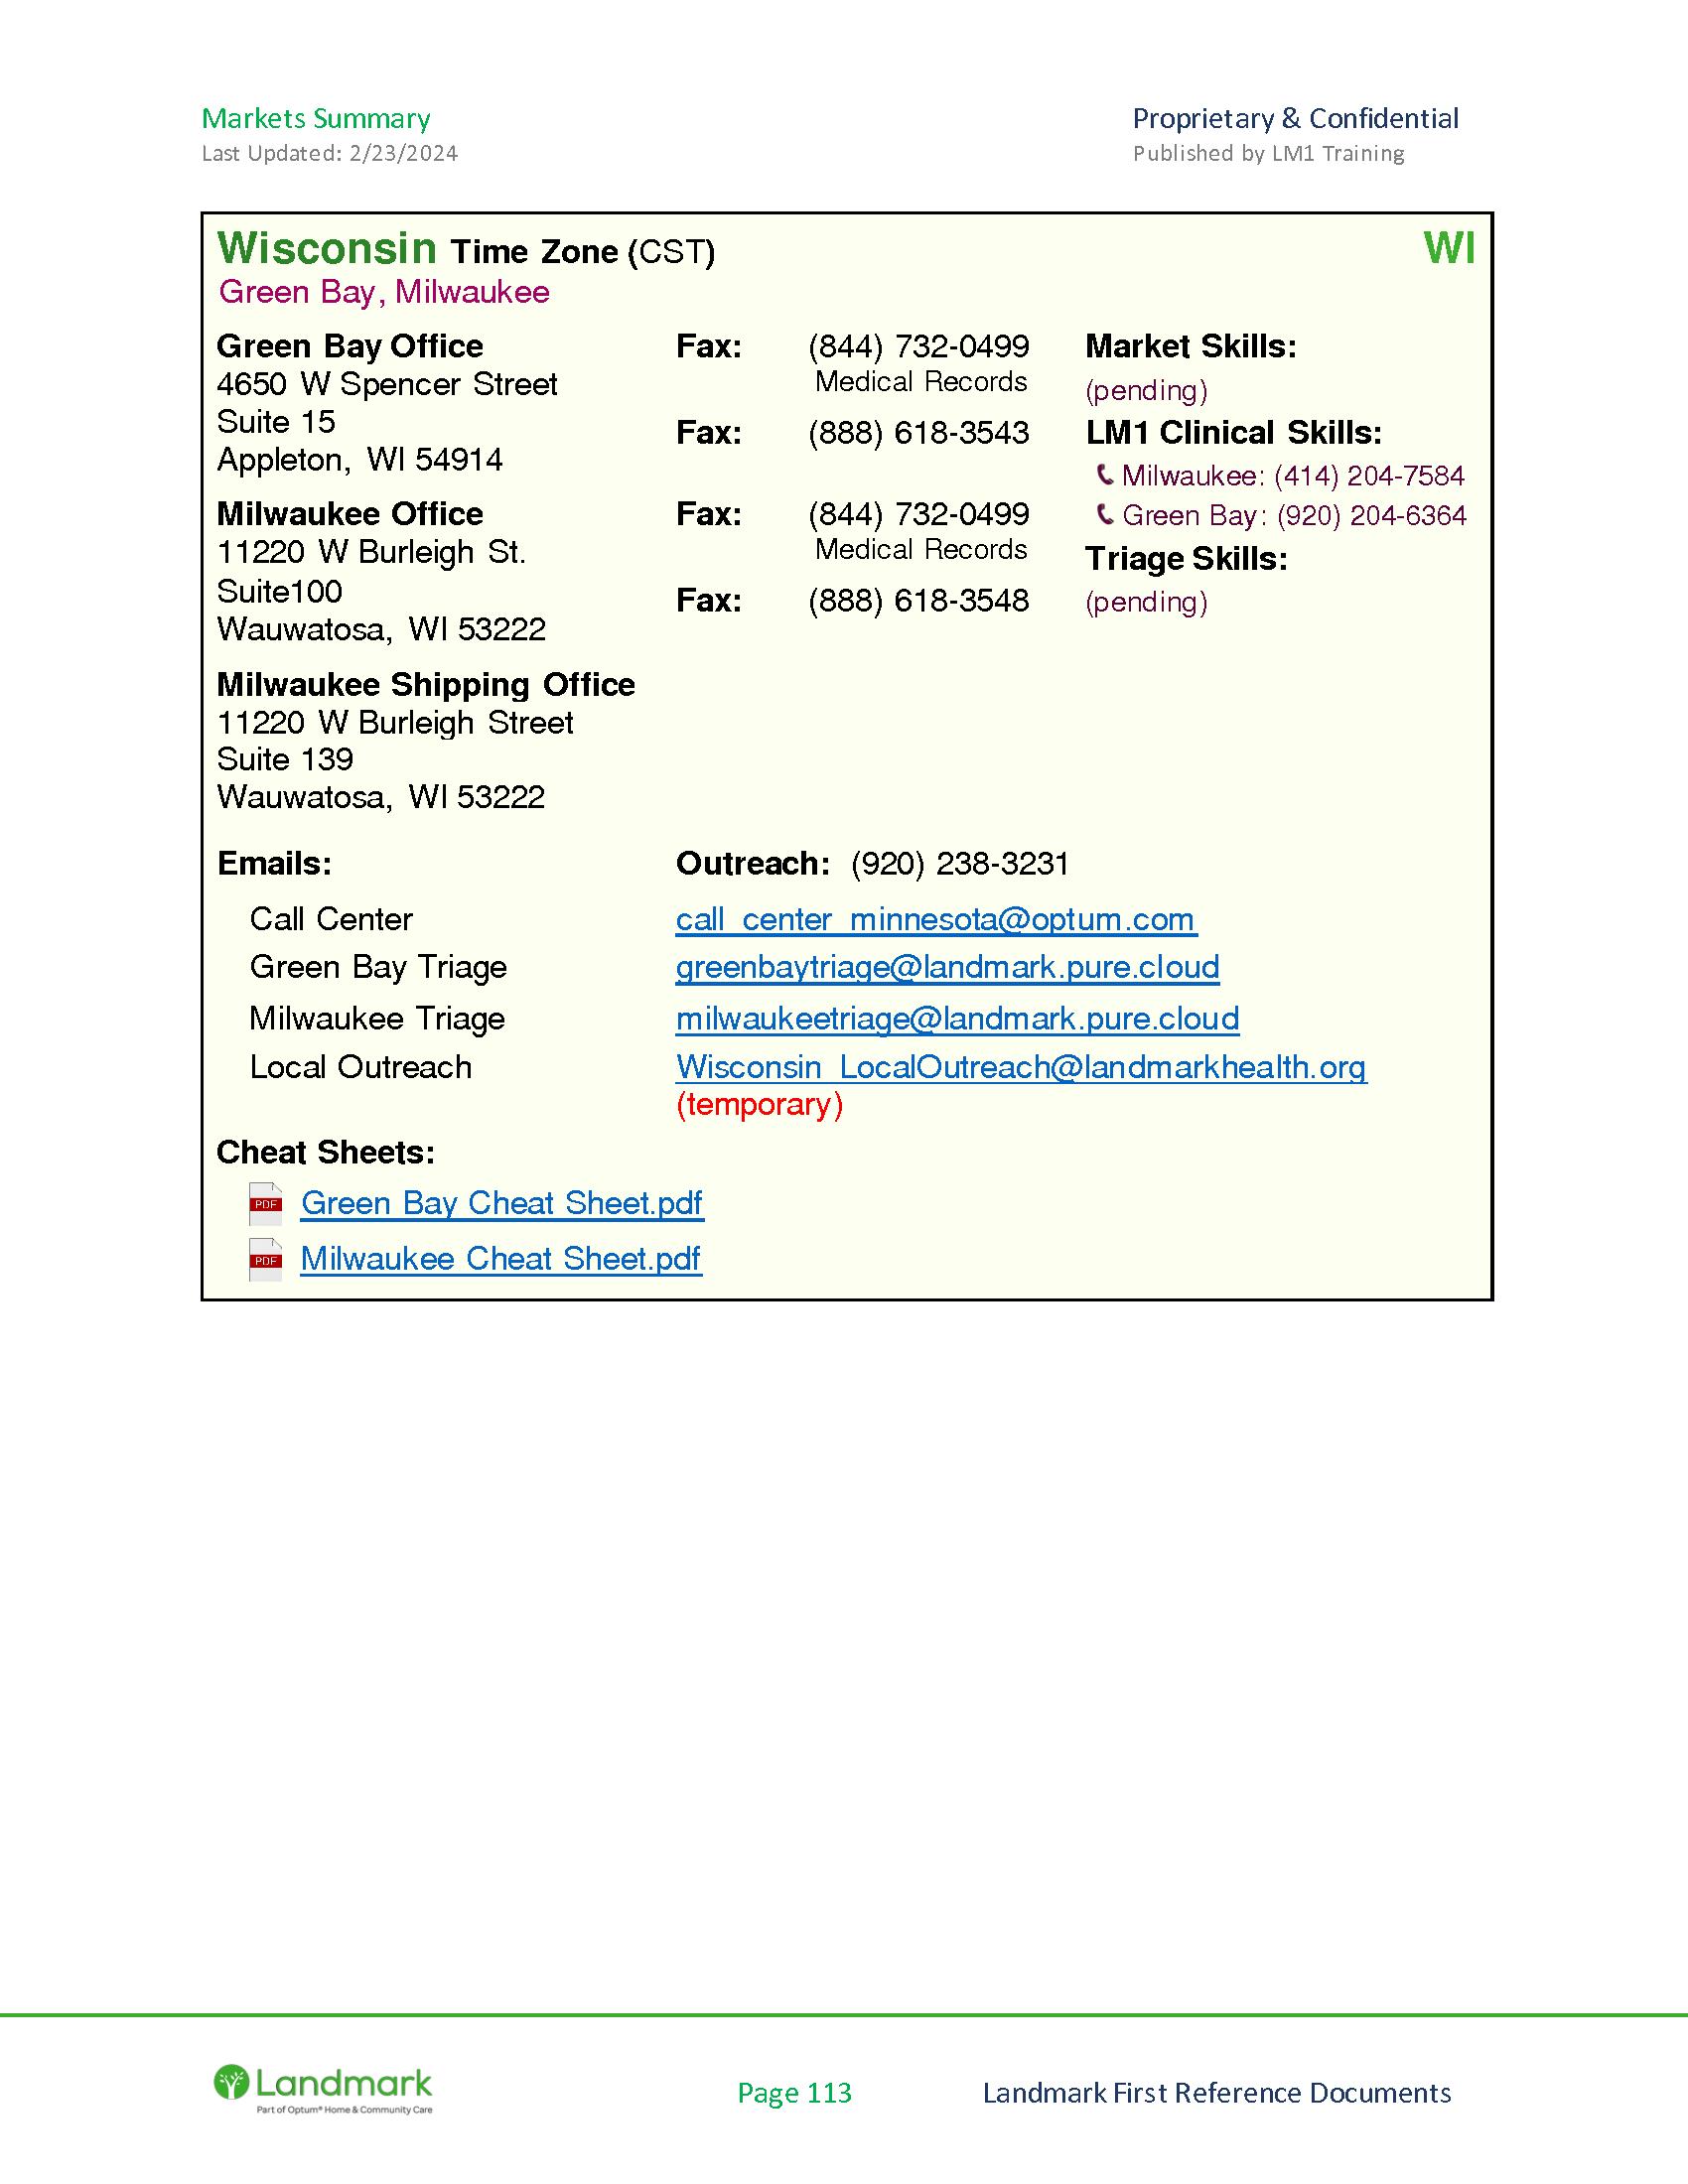 Markets Summary
Last Updated: 2/23/2024
Proprietary & Confidential
Published by LM1 Training
Wisconsin Time Zone (CST)
WI
Green Bay, Milwaukee
Green Bay Office
4650 W Spencer Street
Suite 15
Appleton, WI 54914
Fax: (844) 732-0499
Medical Records
Fax: (888) 618-3543
Milwaukee Office
11220 W Burleigh St.
Suite100
Wauwatosa, WI 53222
Fax: (844) 732-0499
Medical Records
Fax: (888) 618-3548
Market Skills:
(pending)
LM1 Clinical Skills:
Milwaukee: (414) 204-7584
Green Bay: (920) 204-6364
Triage Skills:
(pending)
Milwaukee Shipping Office
11220 W Burleigh Street
Suite 139
Wauwatosa, WI 53222
Emails:
Outreach: (920) 238-3231
Call Center call_center_minnesota@optum.com
Green Bay Triage greenbaytriage@landmark.pure.cloud
Milwaukee Triage milwaukeetriage@landmark.pure.cloud
Local Outreach Wisconsin_LocalOutreach@landmarkhealth.org
(temporary)
Cheat Sheets:
PDF Green Bay Cheat Sheet.pdf
PDF Milwaukee Cheat Sheet.pdf
Landmark
Part of Optum® Home & Community Care
Page 113
Landmark First Reference Documents